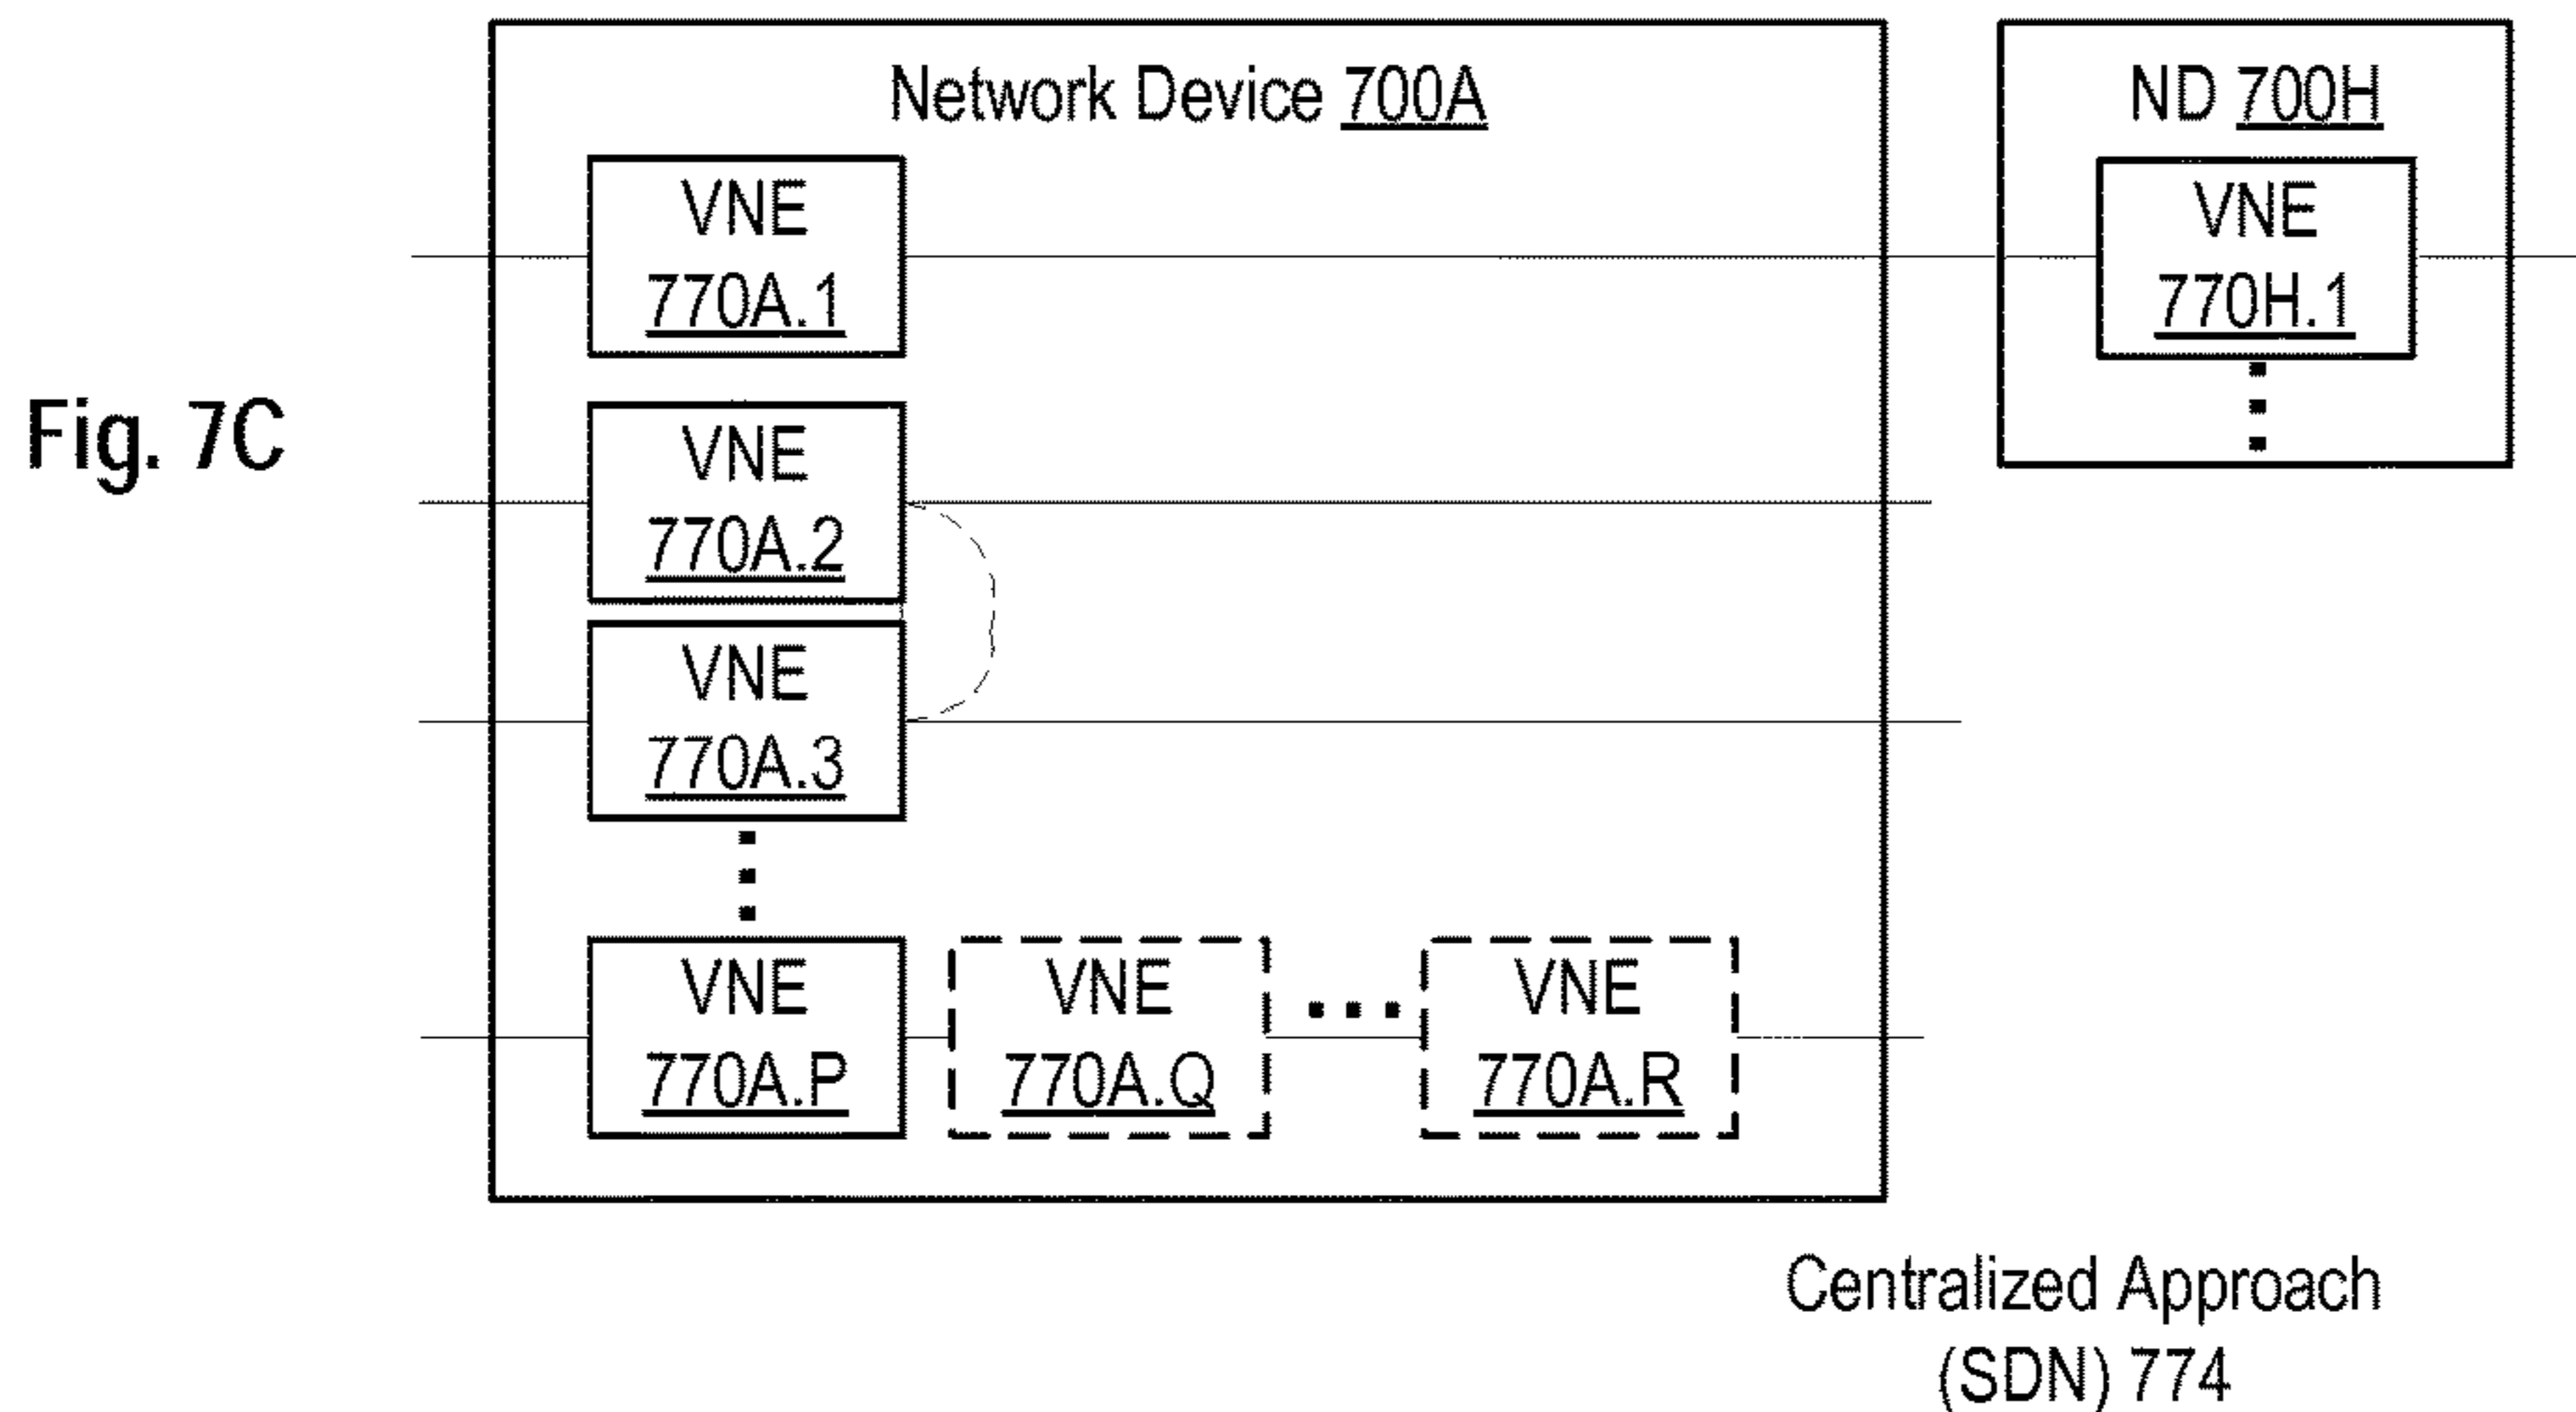 Network Device 700A
ND 700H
VNE
770A.1
VNE
770H.1
Fig. 7C
VNE
770A.2
VNE
770A.3
VNE
770A.P
VNE
770A.Q
VNE
770A.R
Centralized Approach
(SDN) 774